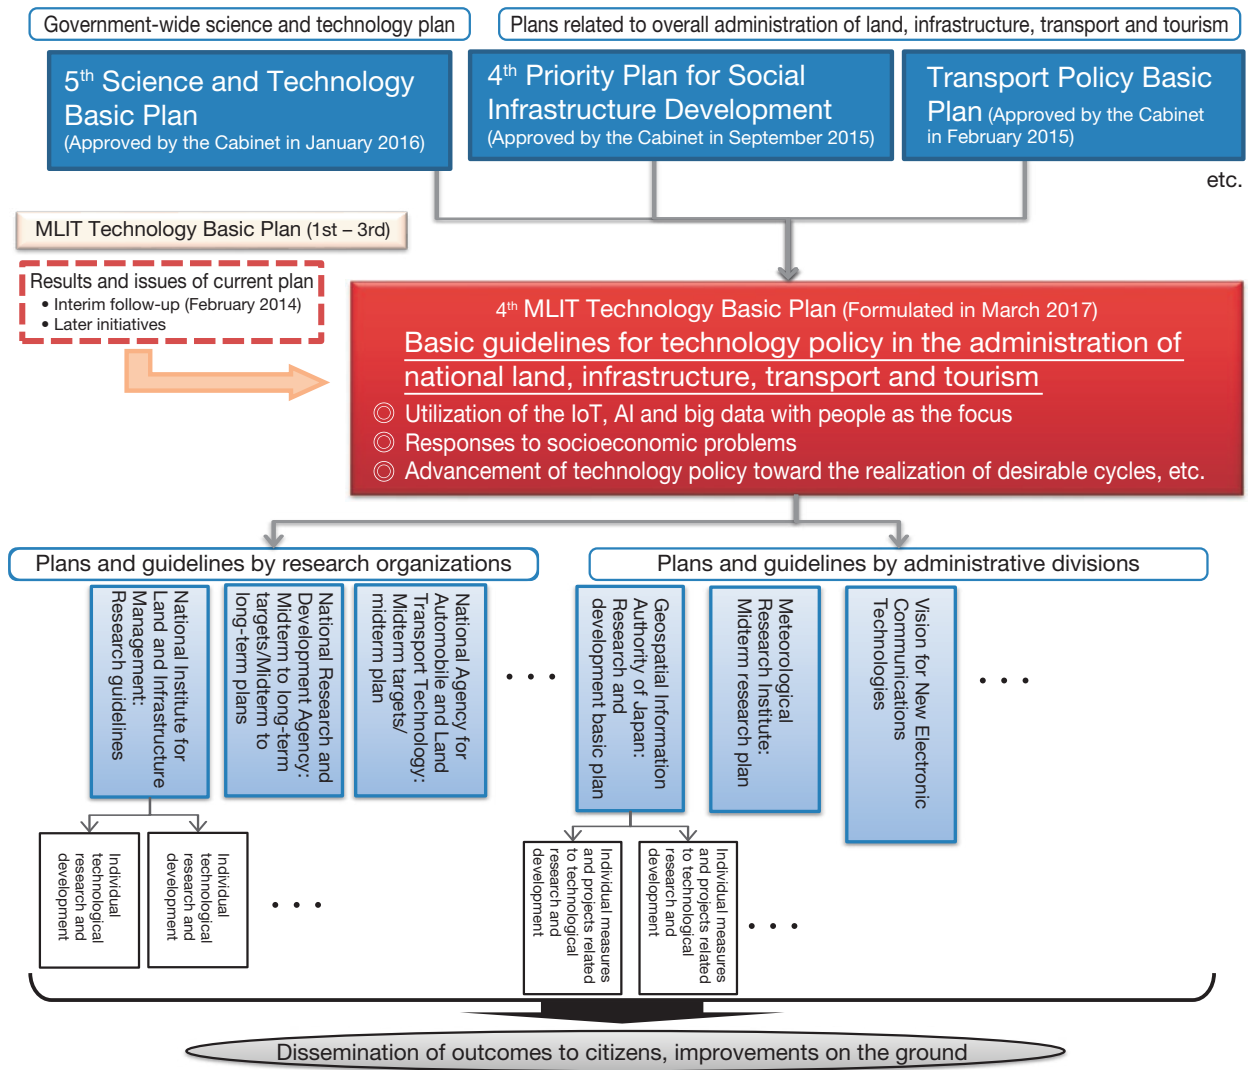 Government-wide science and technology plan
Plans related to overall administration of land, infrastructure, transport and tourism
5th Science and Technology
Basic Plan
(Approved by the Cabinet in January 2016)
4th Priority Plan for Social
Infrastructure Development
(Approved by the Cabinet in September 2015)
Transport Policy Basic
Plan (Approved by the Cabinet
in February 2015)
etc.
MLIT Technology Basic Plan (1st – 3rd)
Results and issues of current plan
• Interim follow-up (February 2014)
• Later initiatives
4th MLIT Technology Basic Plan (Formulated in March 2017)
Basic guidelines for technology policy in the administration of
national land, infrastructure, transport and tourism
◎ Utilization of the IoT, AI and big data with people as the focus
◎ Responses to socioeconomic problems
◎ Advancement of technology policy toward the realization of desirable cycles, etc.
Plans and guidelines by research organizations
Plans and guidelines by administrative divisions
National Institute for
Land and Infrastructure
Management:
Research guidelines
National Research and
Development Agency:
Midterm to long-term
targets/Midterm to
long-term plans
National Agency for
Automobile and Land
Transport Technology:
Midterm targets/
midterm plan
• • •
Geospatial Information
Authority of Japan:
Research and
development basic plan
Meteorological
Research Institute:
Midterm research plan
Vision for New Electronic
Communications
Technologies
• • •
Individual
technological
research and
development
Individual
technological
research and
development
• • •
Individual measures
and projects related
to technological
research and
development
Individual measures
and projects related
to technological
research and
development
• • •
Dissemination of outcomes to citizens, improvements on the ground